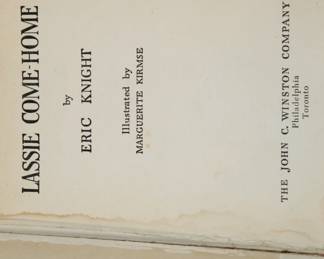 LASSIE COME-HOME
by
ERIC KNIGHT
Illustrated by
MARGUERITE KIRMSE
THE JOHN C. WINSTON COMPANY
Philadelphia
Toronto